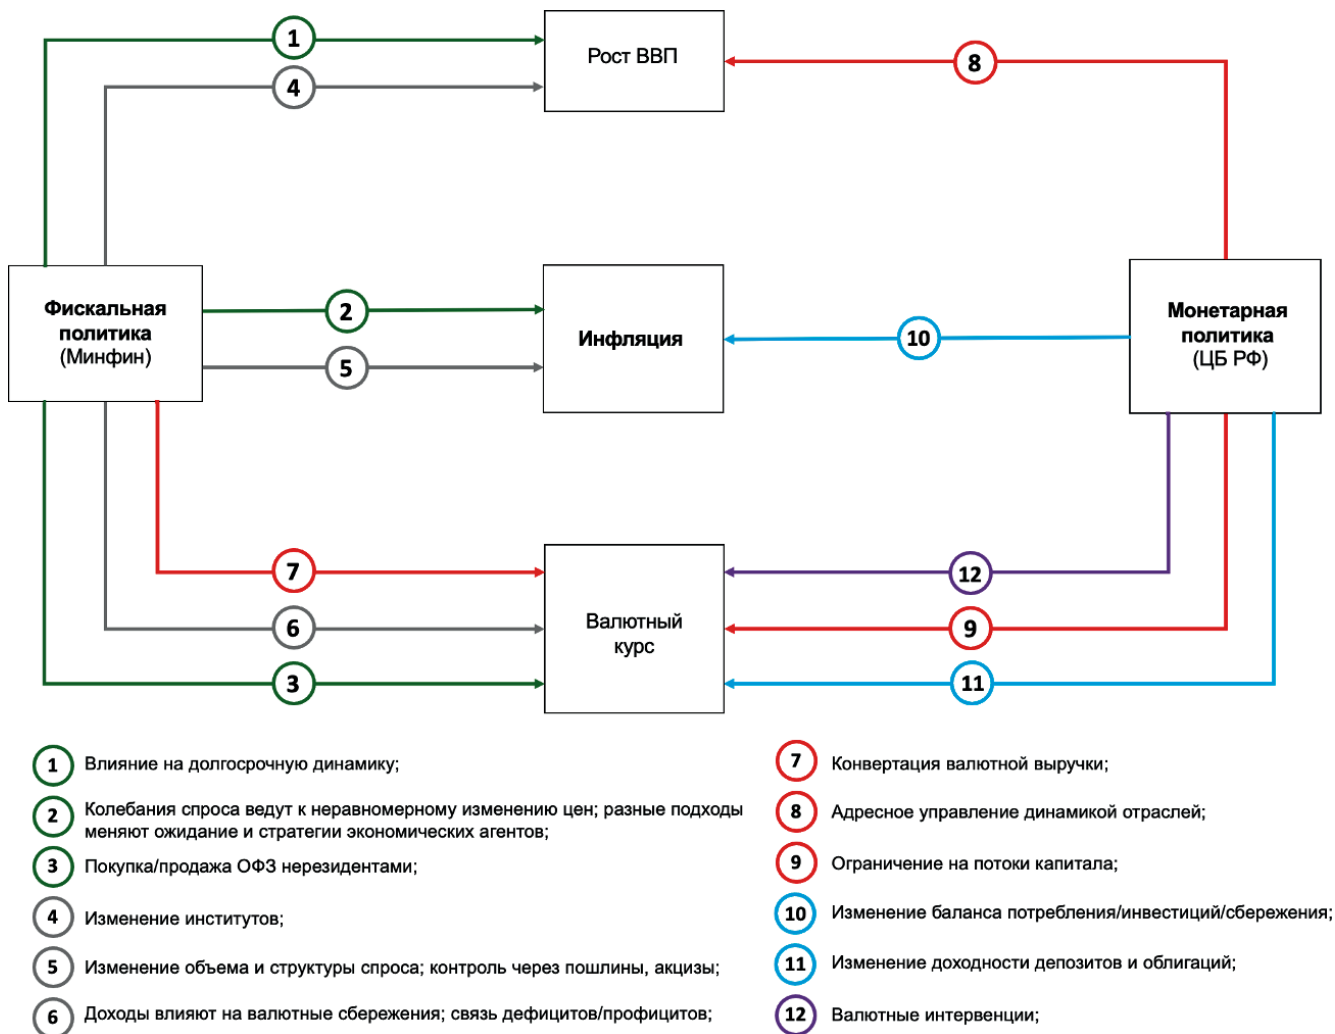 1
Рост ВВП
8
4
Фискальная
политика
(Минфин)
2
5
Инфляция
10
Монетарная
политика
(ЦБ РФ)
7
6
3
Валютный
курс
12
9
11
1 Влияние на долгосрочную динамику;
2 Колебания спроса ведут к неравномерному изменению цен; разные подходы
меняют ожидание и стратегии экономических агентов;
3 Покупка/продажа ОФЗ нерезидентами;
4 Изменение институтов;
5 Изменение объема и структуры спроса; контроль через пошлины, акцизы;
6 Доходы влияют на валютные сбережения; связь дефицитов/профицитов;
7 Конвертация валютной выручки;
8 Адресное управление динамикой отраслей;
9 Ограничение на потоки капитала;
10 Изменение баланса потребления/инвестиций/сбережения;
11 Изменение доходности депозитов и облигаций;
12 Валютные интервенции;